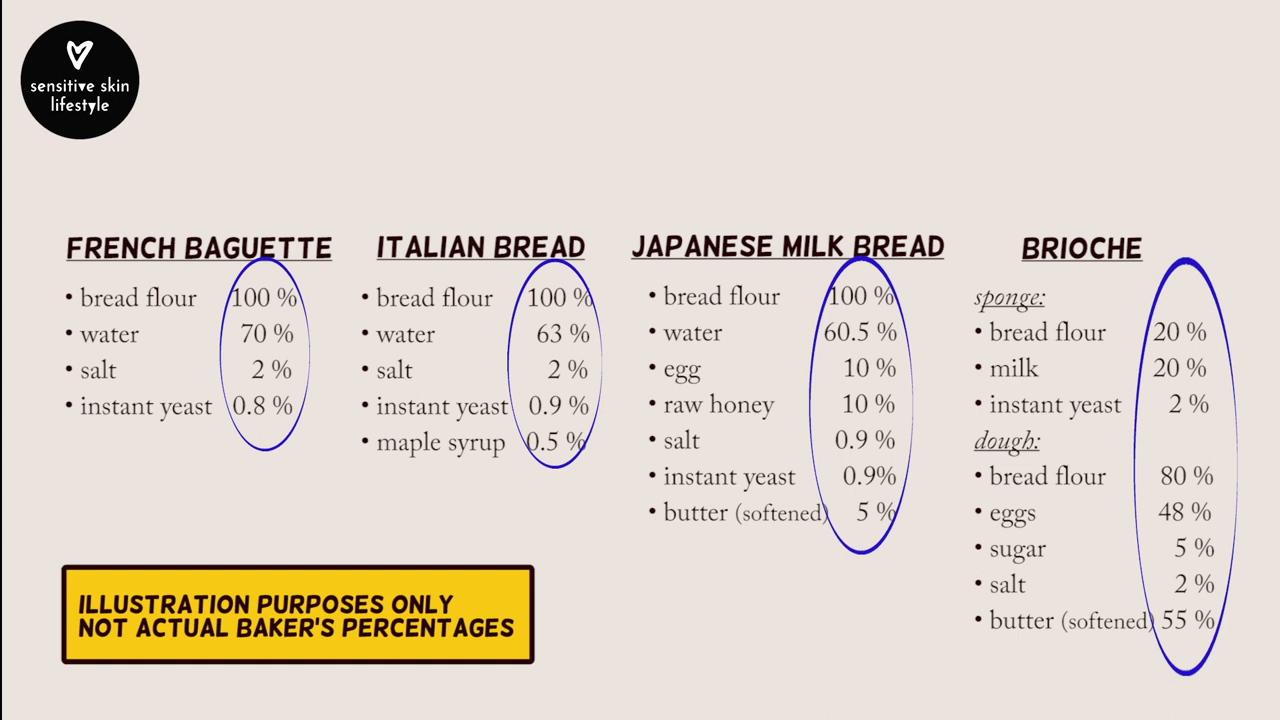 sensitive skin
lifestyle
FRENCH BAGUETTE
• bread flour 100 %
• water 70 %
• salt 2 %
• instant yeast 0.8 %
ITALIAN BREAD
• bread flour 100 %
• water 63 %
• salt 2 %
• instant yeast 0.9 %
• maple syrup 0.5 %
JAPANESE MILK BREAD
• bread flour 100 %
• water 60.5 %
• egg 10 %
• raw honey 10 %
• salt 0.9 %
• instant yeast 0.9%
• butter (softened) 5 %
BRIOCHE
sponge:
• bread flour 20 %
• milk 20 %
• instant yeast 2 %
dough:
• bread flour 80 %
• eggs 48 %
• sugar 5 %
• salt 2 %
• butter (softened) 55 %
ILLUSTRATION PURPOSES ONLY
NOT ACTUAL BAKER'S PERCENTAGES